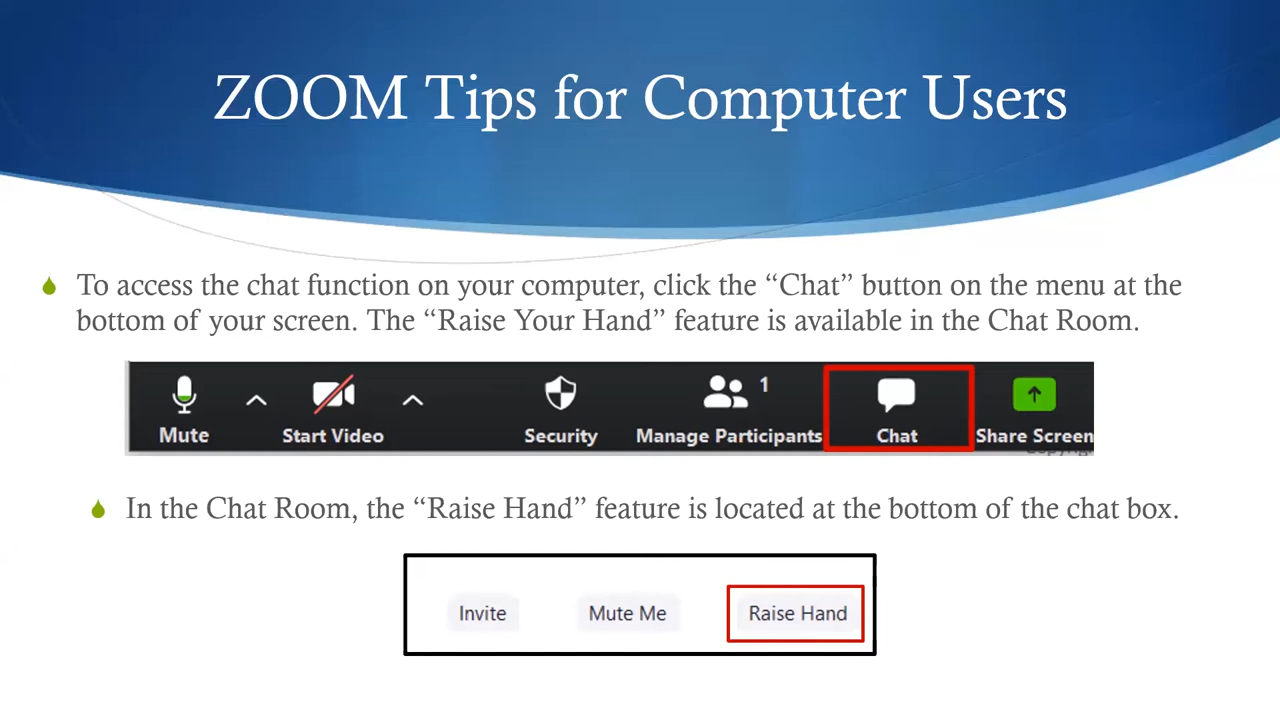 ZOOM Tips for Computer Users
To access the chat function on your computer, click the “Chat” button on the menu at the
bottom of your screen. The “Raise Your Hand” feature is available in the Chat Room.
1
Mute Start Video Security Manage Participants Chat Share Screen
In the Chat Room, the “Raise Hand” feature is located at the bottom of the chat box.
Invite Mute Me Raise Hand